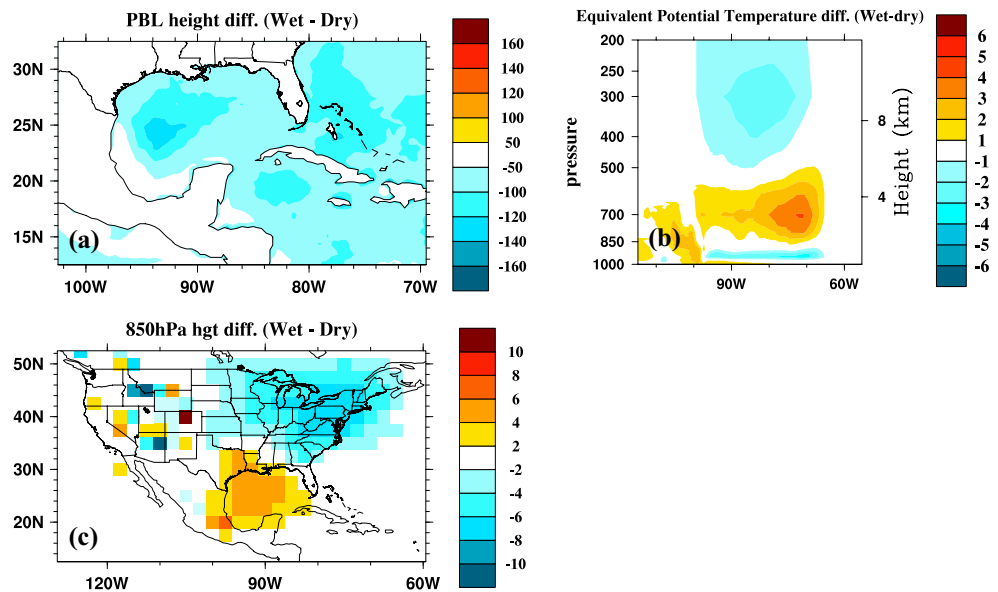 PBL height diff. (Wet - Dry)
30N
25N
20N
15N
(a)
100W 90W 80W 70W
160
140
120
100
50
-50
-100
-120
-140
-160
Equivalent Potential Temperature diff. (Wet-dry)
pressure
200
250
300
400
500
700
850
1000
(b)
90W 60W
8
4
Height (km)
6
5
4
3
2
1
-1
-2
-3
-4
-5
-6
850hPa hgt diff. (Wet - Dry)
50N
40N
30N
20N
(c)
120W 90W 60W
10
8
6
4
2
-2
-4
-6
-8
-10